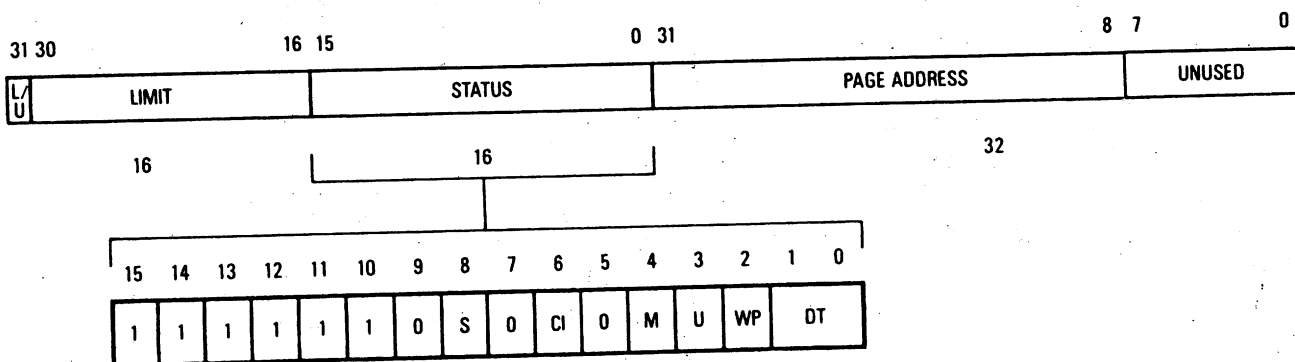 31 30 16 15 0 31 8 7 0
L/U LIMIT STATUS PAGE ADDRESS UNUSED
16 16 32
15 14 13 12 11 10 9 8 7 6 5 4 3 2 1 0
1 1 1 1 1 1 0 S 0 CI 0 M U WP DT